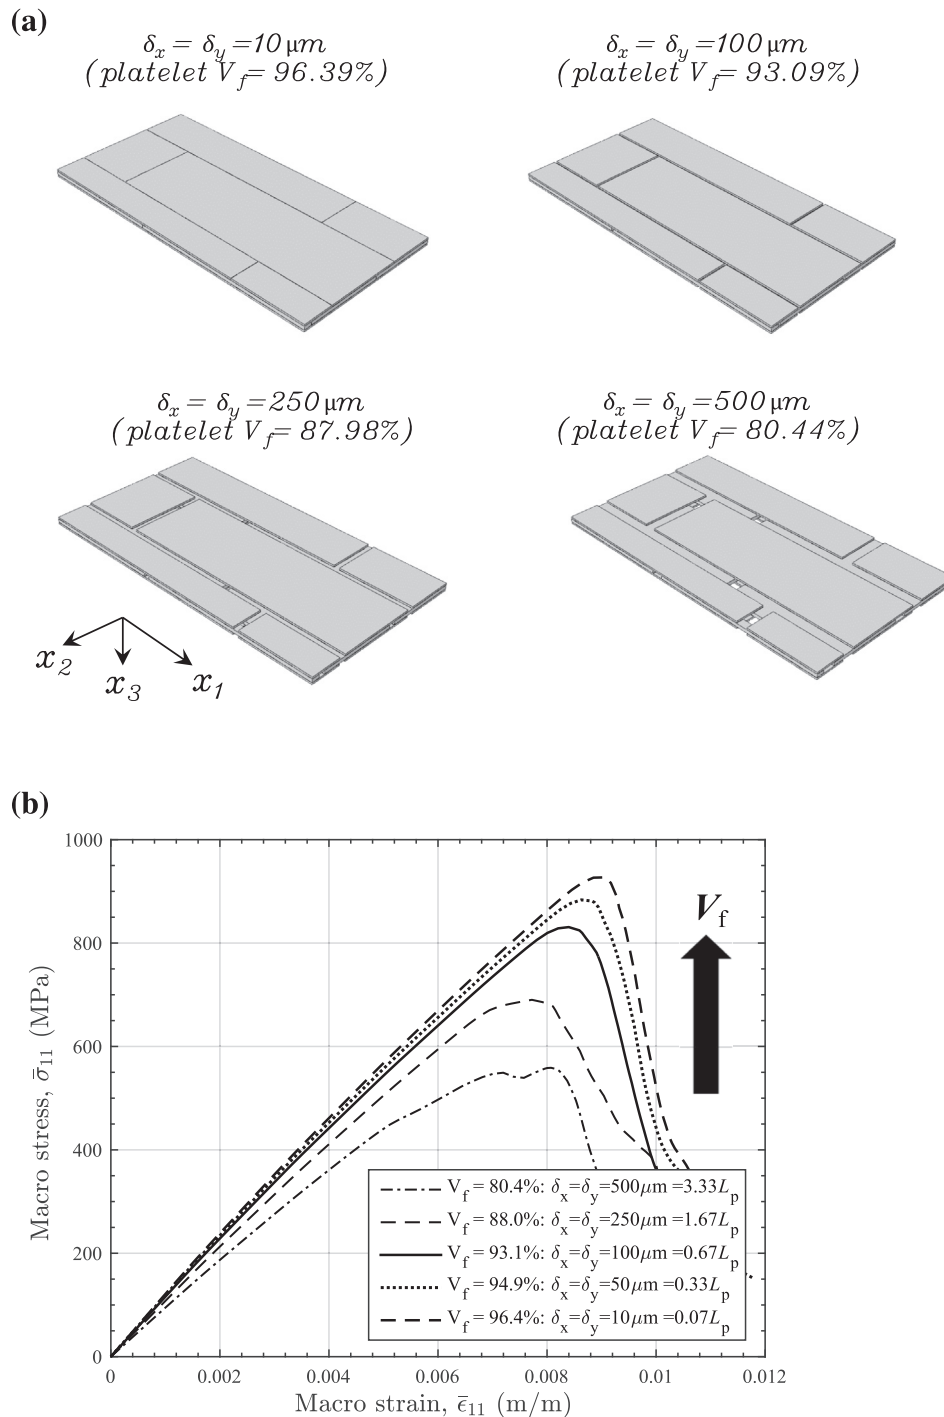 (a)
δx = δy =10 μm
(platelet Vf= 96.39%)
δx = δy =100 μm
(platelet Vf= 93.09%)
δx = δy =250 μm
(platelet Vf= 87.98%)
δx = δy =500 μm
(platelet Vf= 80.44%)
x2
x3
x1
(b)
1000
800
600
400
200
0
Macro stress, σ̄11 (MPa)
Vf
Vf = 80.4%: δx=δy=500μm =3.33Lp
Vf = 88.0%: δx=δy=250μm =1.67Lp
Vf = 93.1%: δx=δy=100μm =0.67Lp
Vf = 94.9%: δx=δy=50μm =0.33Lp
Vf = 96.4%: δx=δy=10μm =0.07Lp
0
0.002
0.004
0.006
0.008
0.01
0.012
Macro strain, ϵ̄11 (m/m)